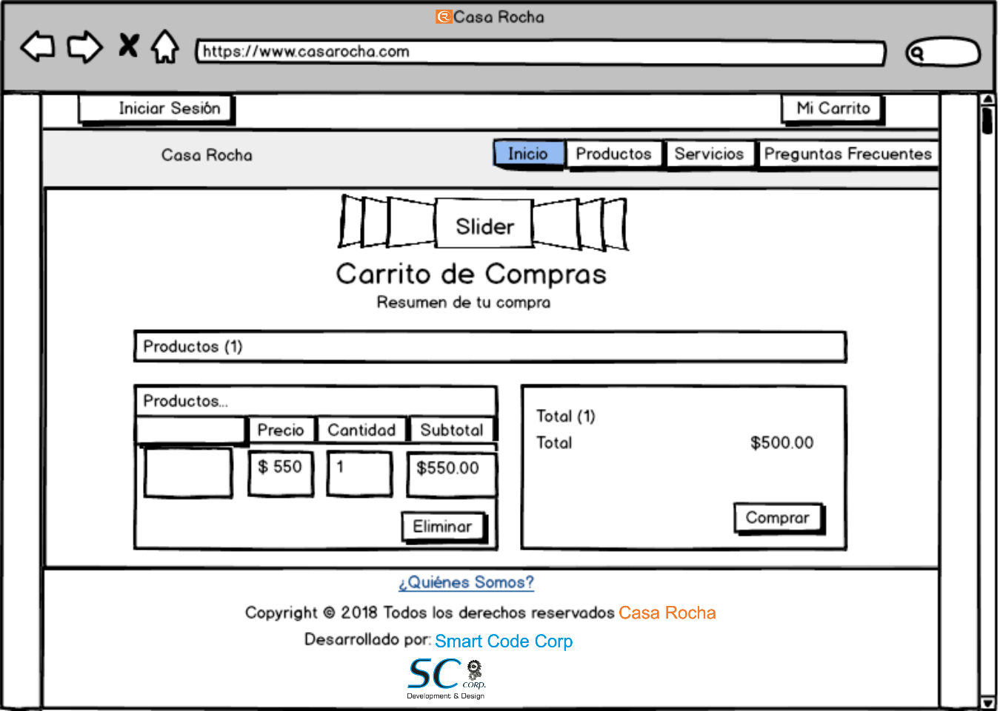 Casa Rocha
https://www.casarocha.com
Iniciar Sesión
Mi Carrito
Casa Rocha
Inicio
Productos
Servicios
Preguntas Frecuentes
Slider
Carrito de Compras
Resumen de tu compra
Productos (1)
Productos...
Precio
Cantidad
Subtotal
$ 550
1
$550.00
Eliminar
Total (1)
Total
$500.00
Comprar
¿Quiénes Somos?
Copyright © 2018 Todos los derechos reservados Casa Rocha
Desarrollado por: Smart Code Corp
SC CORP.
Development & Design